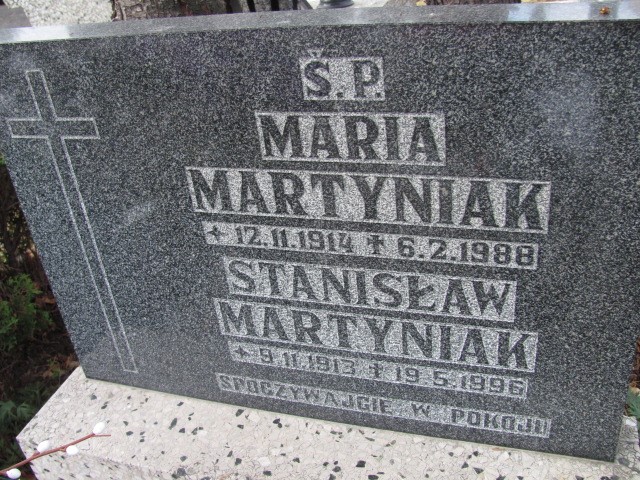 Ś.P.
MARIA
MARTYNIAK
+ 12.11.1914 ✝ 6.2.1988
STANISŁAW
MARTYNIAK
+ 9.11.1913 ✝ 19.5.1996
SPOCZYWAJCIE W POKOJU